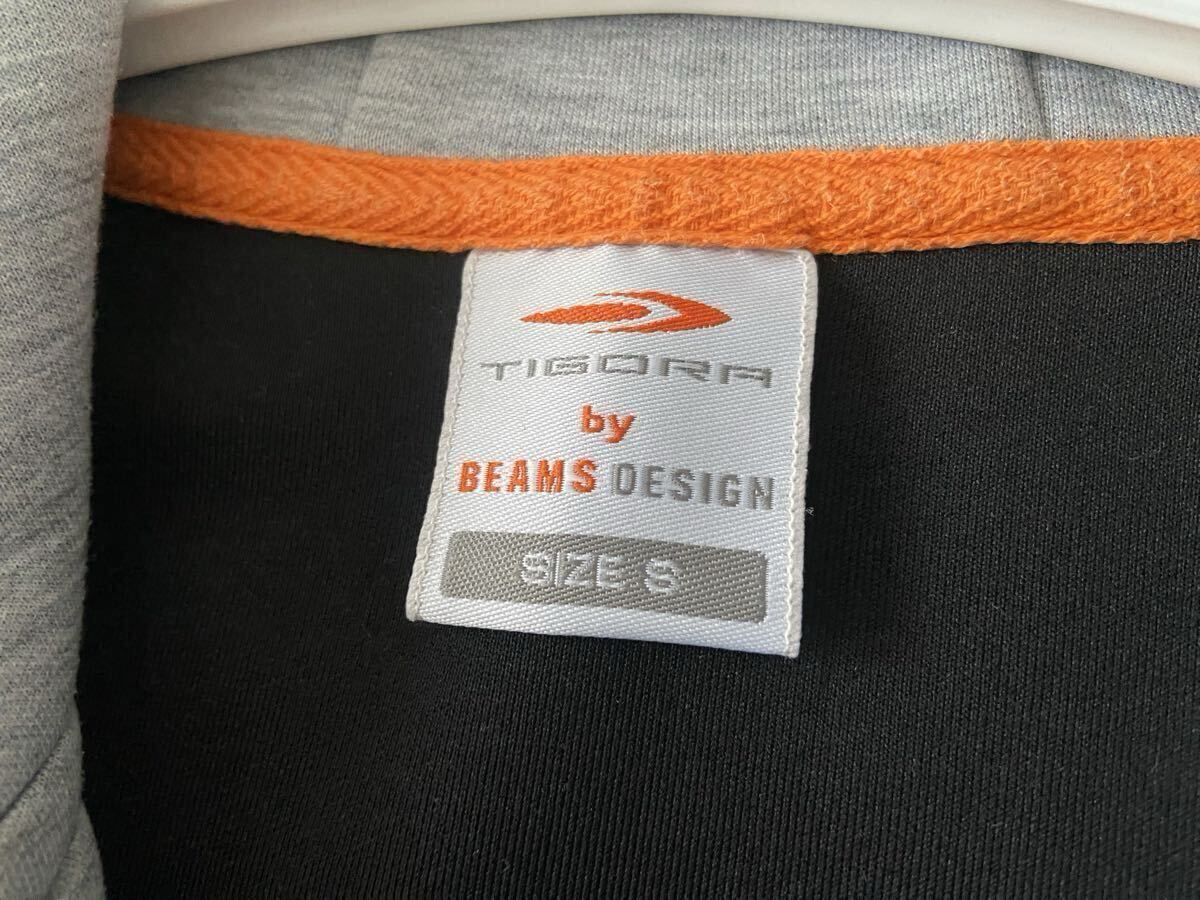 TIGORA
by
BEAMS DESIGN
SIZE S